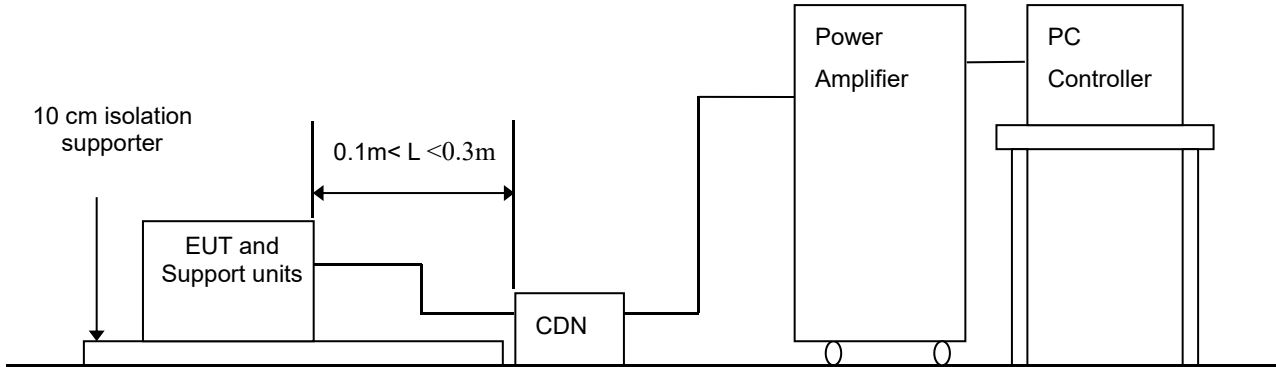 10 cm isolation
supporter
0.1m< L <0.3m
EUT and
Support units
CDN
Power
Amplifier
PC
Controller